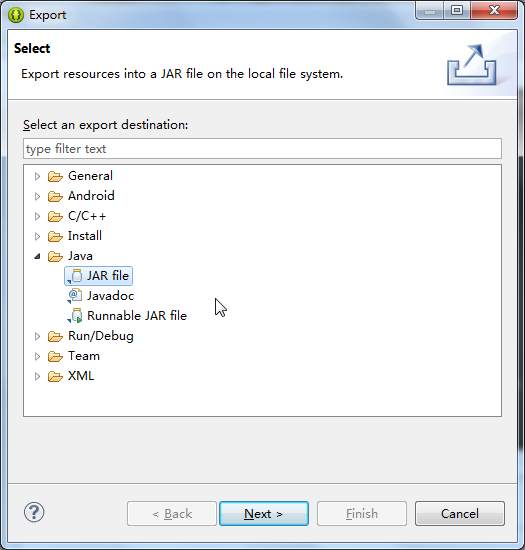 Export
Select
Export resources into a JAR file on the local file system.
Select an export destination:
type filter text
General
Android
C/C++
Install
Java
JAR file
Javadoc
Runnable JAR file
Run/Debug
Team
XML
< Back Next > Finish Cancel